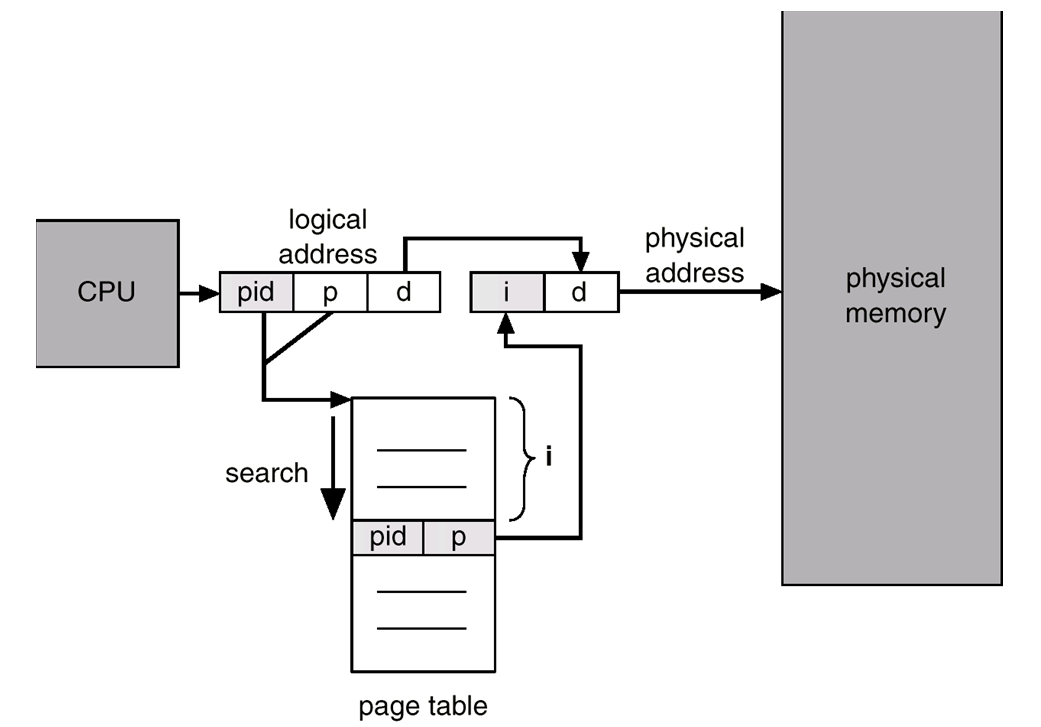 logical
address
physical
address
CPU
pid p d
i d
physical
memory
search
i
pid p
page table